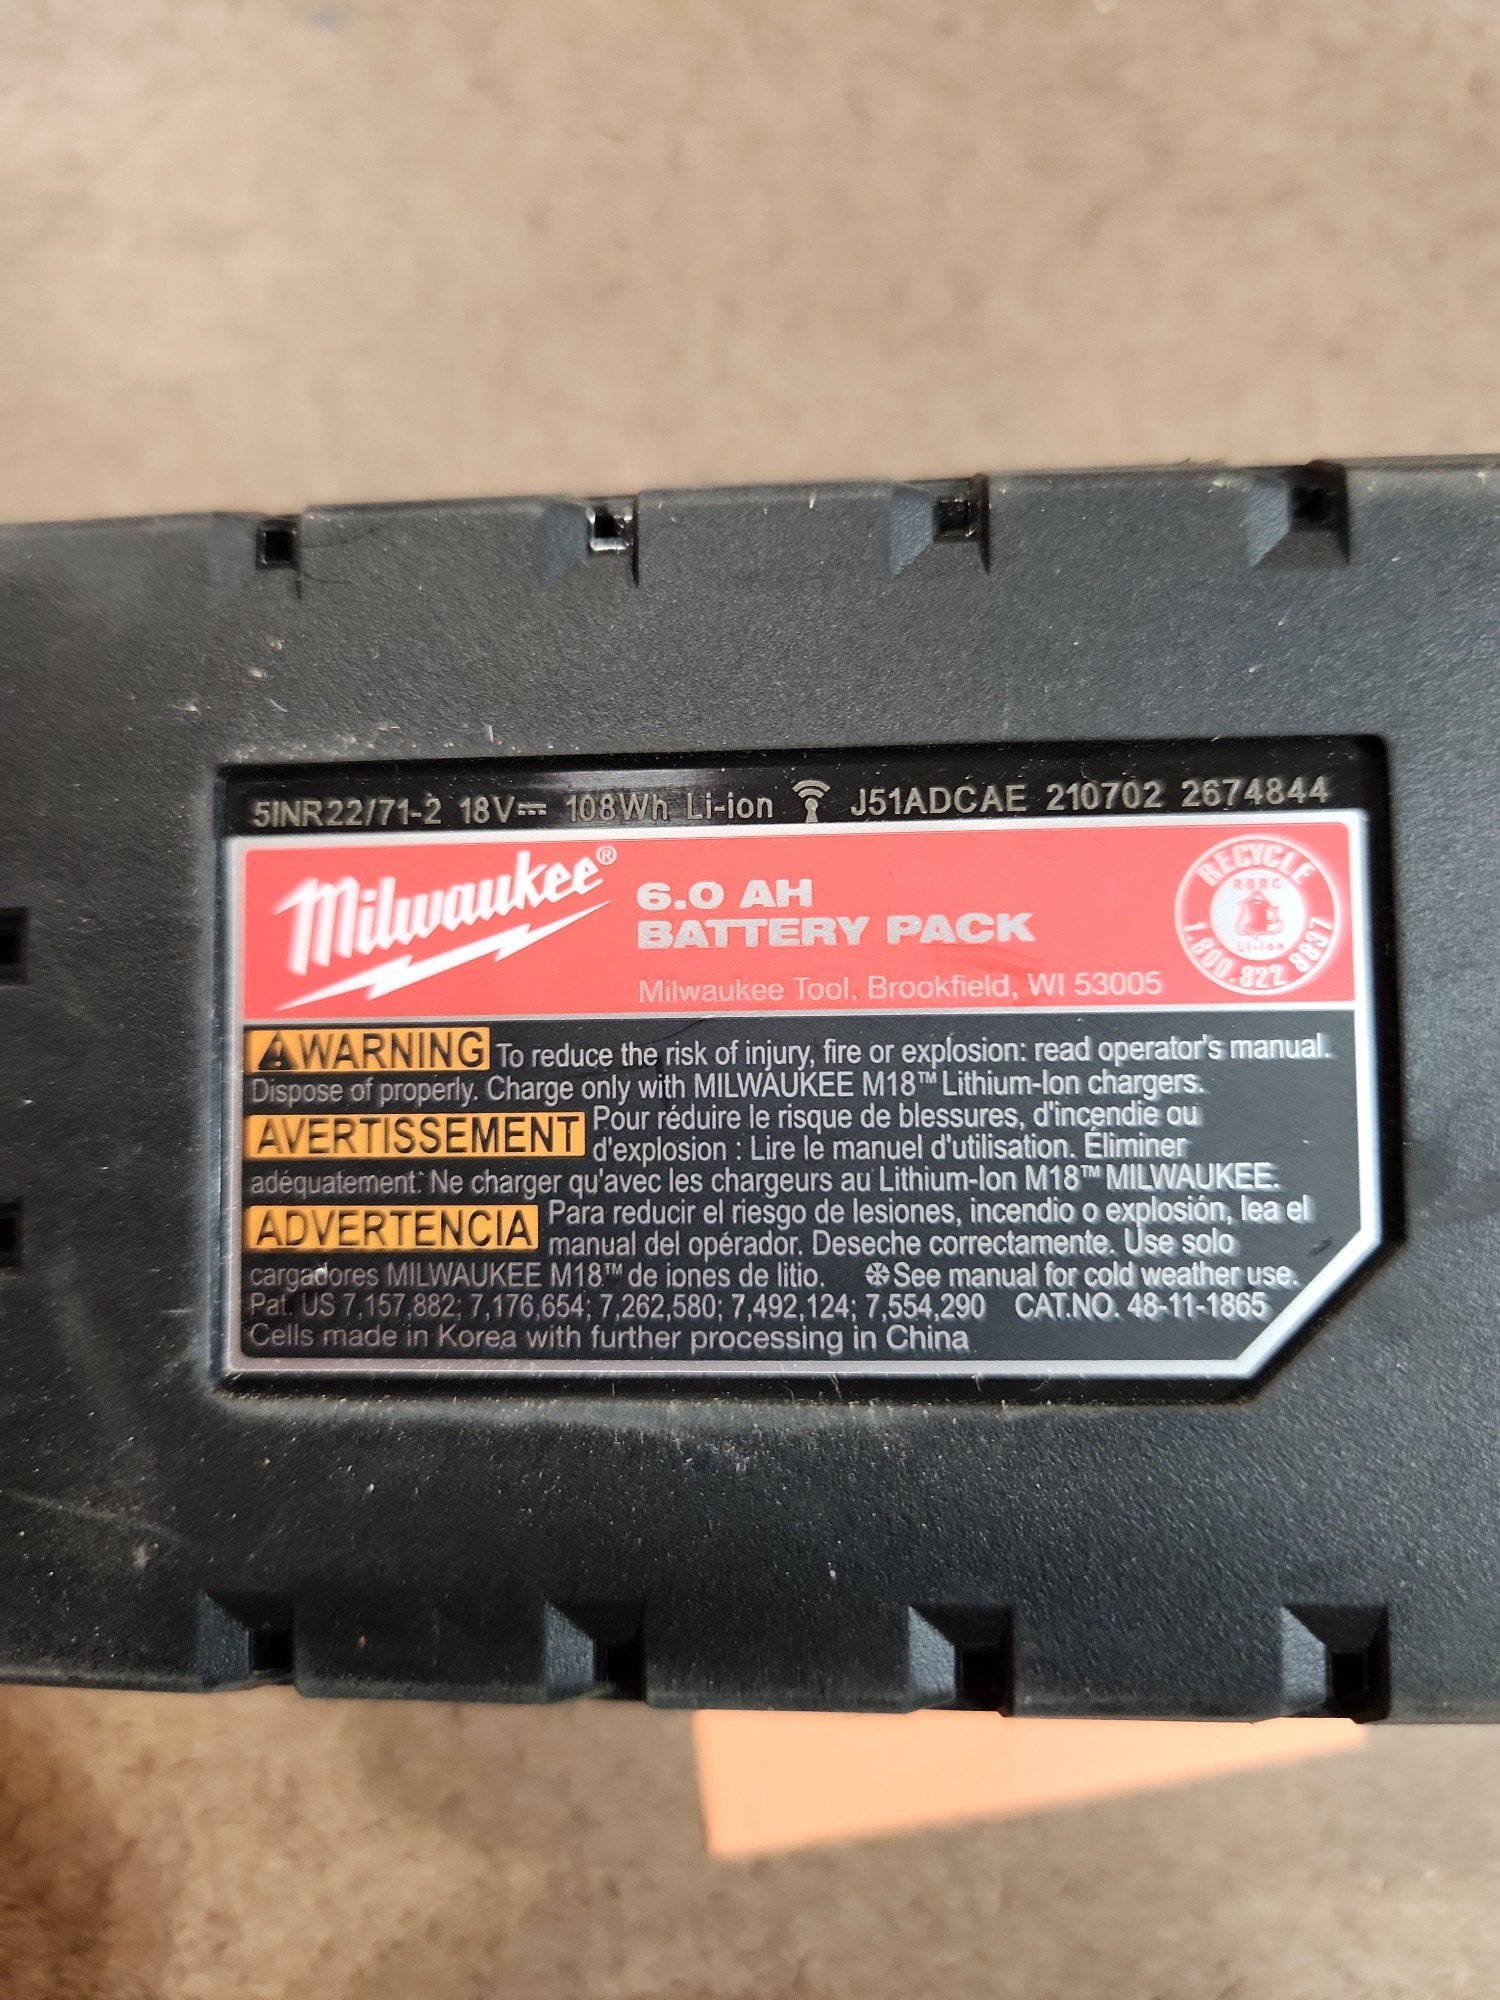 5INR22/71-2 18V⎓ 108Wh Li-ion J51ADCAE 210702 2674844
Milwaukee®
6.0 AH
BATTERY PACK
Milwaukee Tool, Brookfield, WI 53005
RECYCLE
RBRC
Li-ion
1.800.822.8837
⚠WARNING To reduce the risk of injury, fire or explosion: read operator's manual.
Dispose of properly. Charge only with MILWAUKEE M18™ Lithium-Ion chargers.
AVERTISSEMENT Pour réduire le risque de blessures, d'incendie ou
d'explosion : Lire le manuel d'utilisation. Éliminer
adéquatement. Ne charger qu'avec les chargeurs au Lithium-Ion M18™ MILWAUKEE.
ADVERTENCIA Para reducir el riesgo de lesiones, incendio o explosión, lea el
manual del opérador. Deseche correctamente. Use solo
cargadores MILWAUKEE M18™ de iones de litio. ❄See manual for cold weather use.
Pat. US 7,157,882; 7,176,654; 7,262,580; 7,492,124; 7,554,290 CAT.NO. 48-11-1865
Cells made in Korea with further processing in China